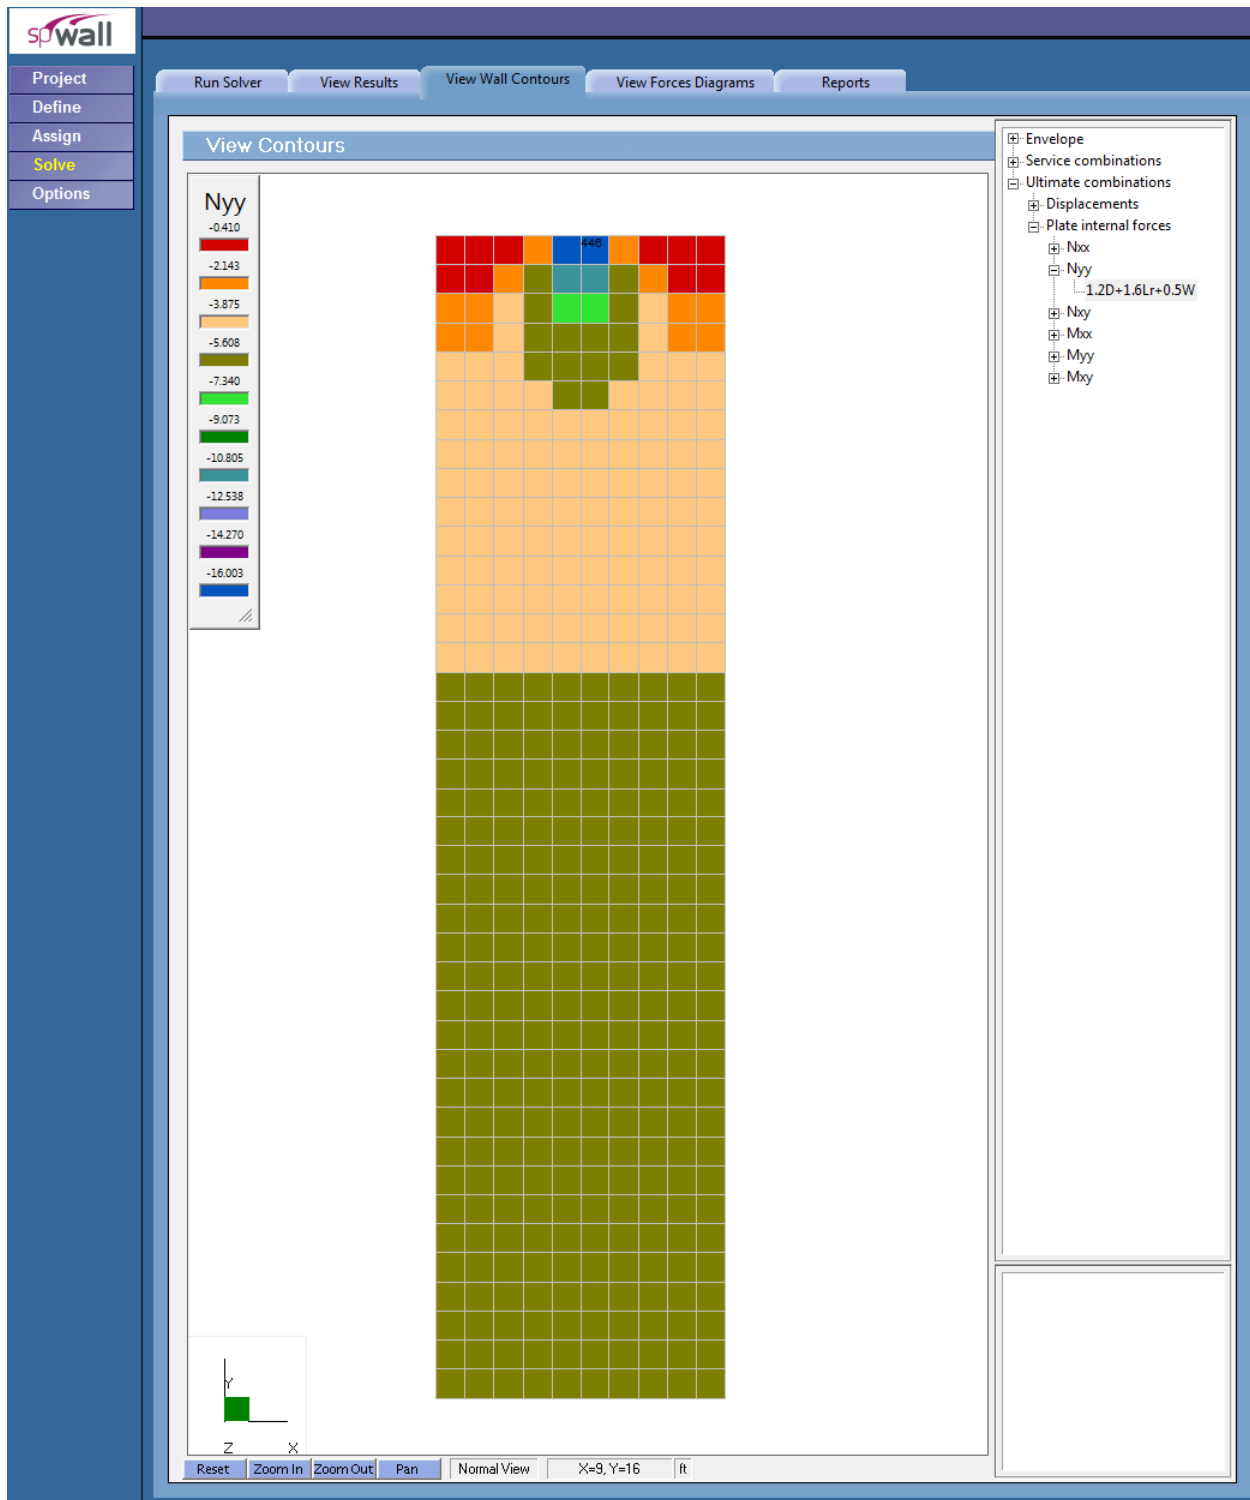 spwall
Project
Define
Assign
Solve
Options
Run Solver
View Results
View Wall Contours
View Forces Diagrams
Reports
View Contours
Nyy
-0.410
-2.143
-3.875
-5.608
-7.340
-9.073
-10.805
-12.538
-14.270
-16.003
446
Envelope
Service combinations
Ultimate combinations
Displacements
Plate internal forces
Nxx
Nyy
1.2D+1.6Lr+0.5W
Nxy
Mxx
Myy
Mxy
Y
Z X
Reset Zoom In Zoom Out Pan Normal View X=9, Y=16 ft